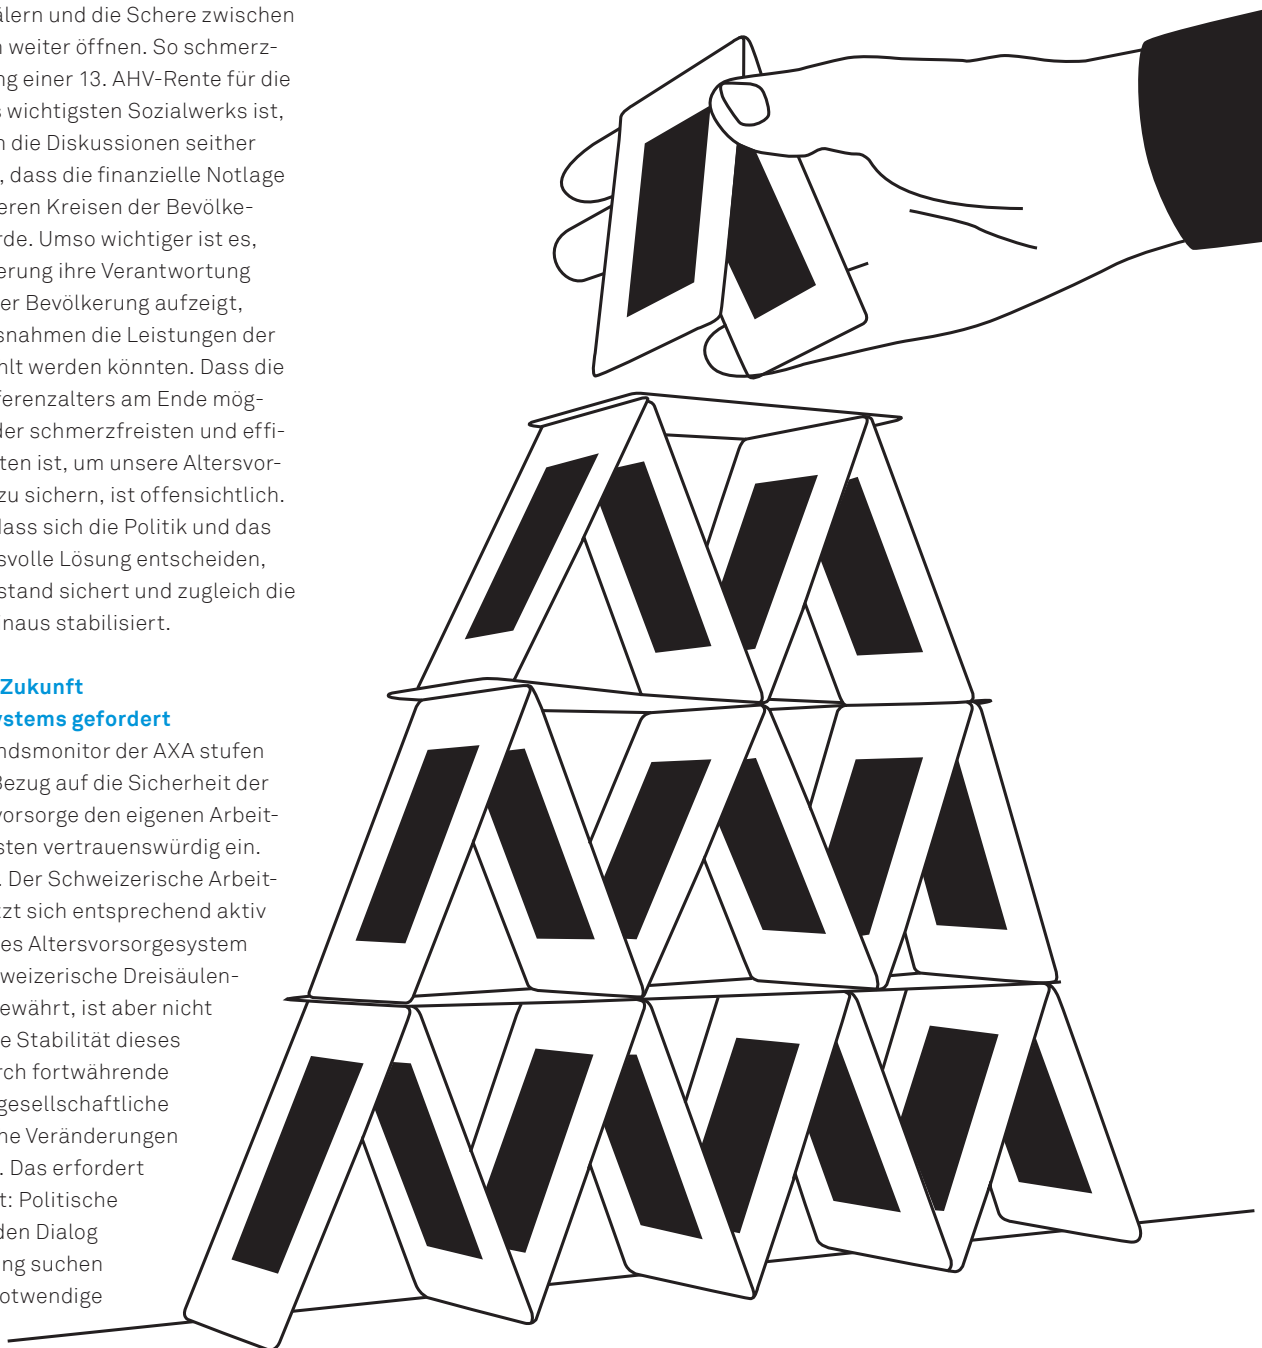 älern und die Schere zwischen
n weiter öffnen. So schmerz-
ng einer 13. AHV-Rente für die
s wichtigsten Sozialwerks ist,
n die Diskussionen seither
, dass die finanzielle Notlage
eren Kreisen der Bevölke-
rde. Umso wichtiger ist es,
erung ihre Verantwortung
er Bevölkerung aufzeigt,
snahmen die Leistungen der
hlt werden könnten. Dass die
ferenzalters am Ende mög-
der schmerzfreisten und effi-
ten ist, um unsere Altersvor-
zu sichern, ist offensichtlich.
dass sich die Politik und das
svolle Lösung entscheiden,
stand sichert und zugleich die
inaus stabilisiert.
Zukunft
ystems gefordert
ndsmonitor der AXA stufen
Bezug auf die Sicherheit der
vorsorge den eigenen Arbeit-
sten vertrauenswürdig ein.
. Der Schweizerische Arbeit-
tzt sich entsprechend aktiv
es Altersvorsorgesystem
weizerische Dreisäulen-
ewährt, ist aber nicht
e Stabilität dieses
rch fortwährende
gesellschaftliche
he Veränderungen
. Das erfordert
t: Politische
den Dialog
ng suchen
otwendige